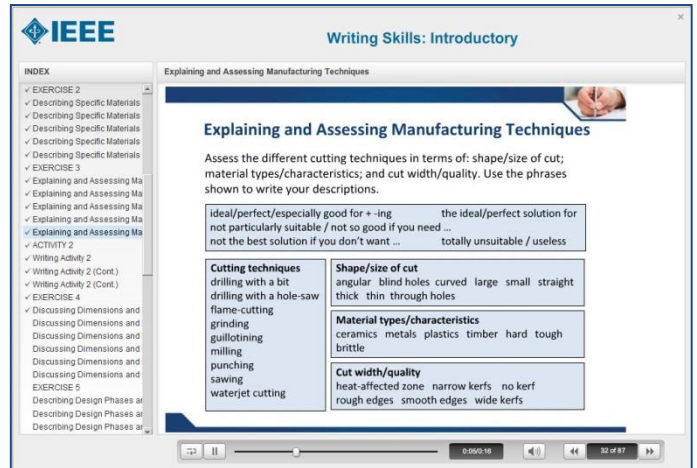 IEEE
Writing Skills: Introductory
×
INDEX
✓ EXERCISE 2
✓ Describing Specific Materials
✓ Describing Specific Materials
✓ Describing Specific Materials
✓ Describing Specific Materials
✓ Describing Specific Materials
✓ EXERCISE 3
✓ Explaining and Assessing Ma
✓ Explaining and Assessing Ma
✓ Explaining and Assessing Ma
✓ Explaining and Assessing Ma
✓ Explaining and Assessing Ma
✓ ACTIVITY 2
✓ Writing Activity 2
✓ Writing Activity 2 (Cont.)
✓ Writing Activity 2 (Cont.)
✓ EXERCISE 4
✓ Discussing Dimensions and
Discussing Dimensions and
Discussing Dimensions and
Discussing Dimensions and
Discussing Dimensions and
EXERCISE 5
Describing Design Phases ar
Describing Design Phases ar
Describing Design Phases ar
Explaining and Assessing Manufacturing Techniques
Explaining and Assessing Manufacturing Techniques
Assess the different cutting techniques in terms of: shape/size of cut;
material types/characteristics; and cut width/quality. Use the phrases
shown to write your descriptions.
ideal/perfect/especially good for + -ing the ideal/perfect solution for
not particularly suitable / not so good if you need ...
not the best solution if you don't want ... totally unsuitable / useless
Cutting techniques
drilling with a bit
drilling with a hole-saw
flame-cutting
grinding
guillotining
milling
punching
sawing
waterjet cutting
Shape/size of cut
angular blind holes curved large small straight
thick thin through holes
Material types/characteristics
ceramics metals plastics timber hard tough
brittle
Cut width/quality
heat-affected zone narrow kerfs no kerf
rough edges smooth edges wide kerfs
0:05/0:16
32 of 87